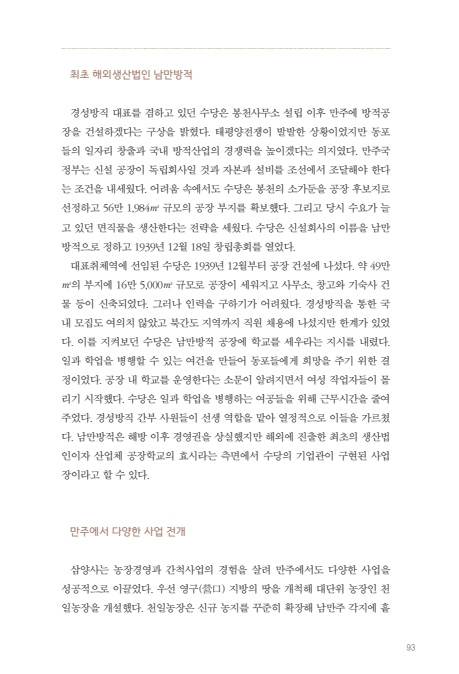 최초 해외생산법인 남만방적
경성방직 대표를 겸하고 있던 수당은 봉천사무소 설립 이후 만주에 방적공
장을 건설하겠다는 구상을 밝혔다. 태평양전쟁이 발발한 상황이었지만 동포
들의 일자리 창출과 국내 방적산업의 경쟁력을 높이겠다는 의지였다. 만주국
정부는 신설 공장이 독립회사일 것과 자본과 설비를 조선에서 조달해야 한다
는 조건을 내세웠다. 어려움 속에서도 수당은 봉천의 소가둔을 공장 후보지로
선정하고 56만 1,984㎡ 규모의 공장 부지를 확보했다. 그리고 당시 수요가 늘
고 있던 면직물을 생산한다는 전략을 세웠다. 수당은 신설회사의 이름을 남만
방적으로 정하고 1939년 12월 18일 창립총회를 열었다.
대표취체역에 선임된 수당은 1939년 12월부터 공장 건설에 나섰다. 약 49만
㎡의 부지에 16만 5,000㎡ 규모로 공장이 세워지고 사무소, 창고와 기숙사 건
물 등이 신축되었다. 그러나 인력을 구하기가 어려웠다. 경성방직을 통한 국
내 모집도 여의치 않았고 북간도 지역까지 직원 채용에 나섰지만 한계가 있었
다. 이를 지켜보던 수당은 남만방적 공장에 학교를 세우라는 지시를 내렸다.
일과 학업을 병행할 수 있는 여건을 만들어 동포들에게 희망을 주기 위한 결
정이었다. 공장 내 학교를 운영한다는 소문이 알려지면서 여성 작업자들이 몰
리기 시작했다. 수당은 일과 학업을 병행하는 여공들을 위해 근무시간을 줄여
주었다. 경성방직 간부 사원들이 선생 역할을 맡아 열정적으로 이들을 가르쳤
다. 남만방적은 해방 이후 경영권을 상실했지만 해외에 진출한 최초의 생산법
인이자 산업체 공장학교의 효시라는 측면에서 수당의 기업관이 구현된 사업
장이라고 할 수 있다.
만주에서 다양한 사업 전개
삼양사는 농장경영과 간척사업의 경험을 살려 만주에서도 다양한 사업을
성공적으로 이끌었다. 우선 영구(營口) 지방의 땅을 개척해 대단위 농장인 천
일농장을 개설했다. 천일농장은 신규 농지를 꾸준히 확장해 남만주 각지에 흩
93